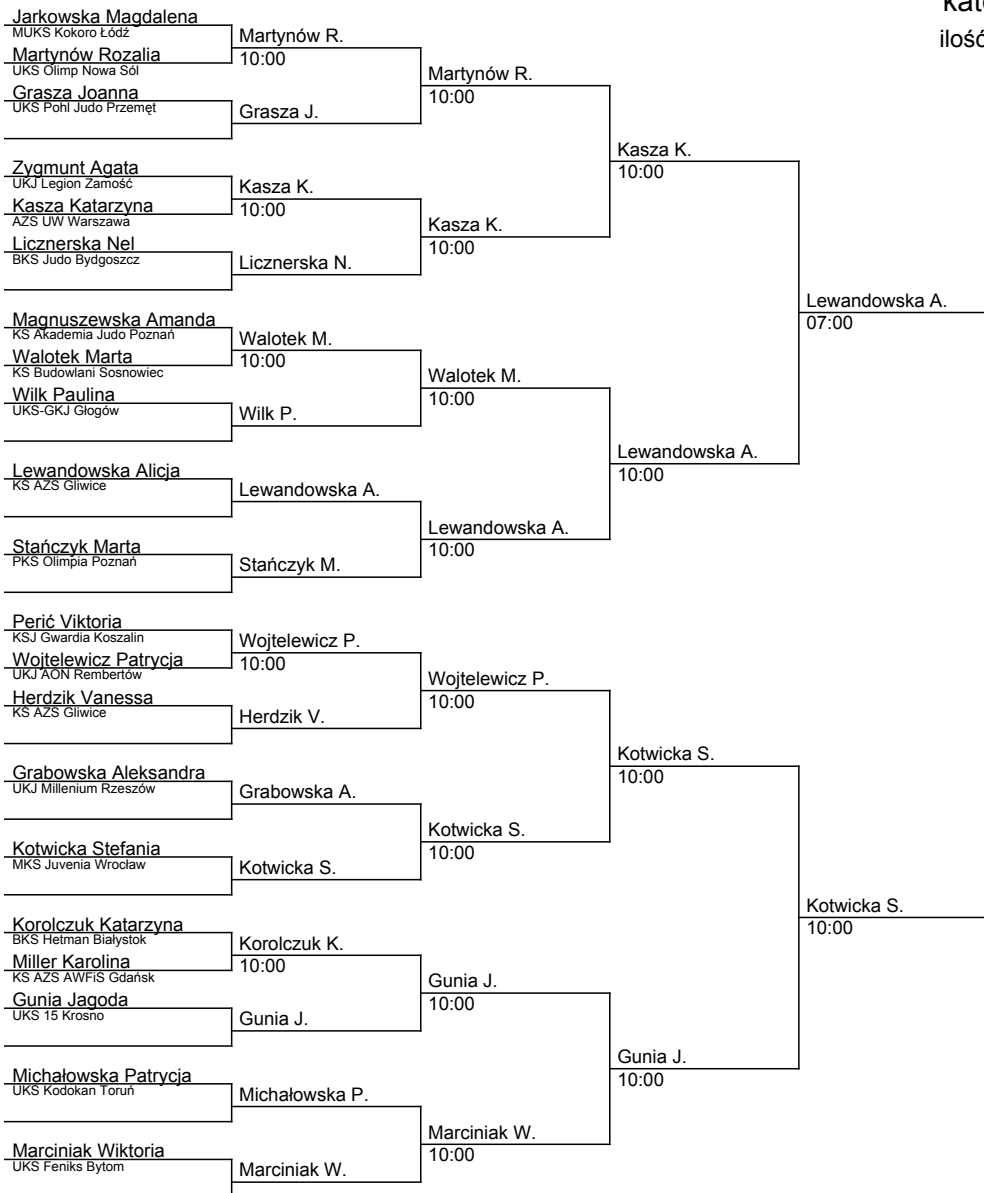 kat
ilość
Jarkowska Magdalena
MUKS Kokoro Łódź
Martynów Rozalia
UKS Olimp Nowa Sól
Grasza Joanna
UKS Pohl Judo Przemęt
Zygmunt Agata
UKJ Legion Zamość
Kasza Katarzyna
AZS UW Warszawa
Licznerska Nel
BKS Judo Bydgoszcz
Magnuszewska Amanda
KS Akademia Judo Poznań
Walotek Marta
KS Budowlani Sosnowiec
Wilk Paulina
UKS-GKJ Głogów
Lewandowska Alicja
KS AZS Gliwice
Stańczyk Marta
PKS Olimpia Poznań
Perić Viktoria
KSJ Gwardia Koszalin
Wojtelewicz Patrycja
UKJ AON Rembertów
Herdzik Vanessa
KS AZS Gliwice
Grabowska Aleksandra
UKJ Millenium Rzeszów
Kotwicka Stefania
MKS Juvenia Wrocław
Korolczuk Katarzyna
BKS Hetman Białystok
Miller Karolina
KS AZS AWFiS Gdańsk
Gunia Jagoda
UKS 15 Krosno
Michałowska Patrycja
UKS Kodokan Toruń
Marciniak Wiktoria
UKS Feniks Bytom
Martynów R.
10:00
Grasza J.
Kasza K.
10:00
Licznerska N.
Walotek M.
10:00
Wilk P.
Lewandowska A.
Stańczyk M.
Wojtelewicz P.
10:00
Herdzik V.
Grabowska A.
Kotwicka S.
Korolczuk K.
10:00
Gunia J.
Michałowska P.
Marciniak W.
Martynów R.
10:00
Kasza K.
10:00
Walotek M.
10:00
Lewandowska A.
10:00
Wojtelewicz P.
10:00
Kotwicka S.
10:00
Gunia J.
10:00
Marciniak W.
10:00
Kasza K.
10:00
Lewandowska A.
10:00
Kotwicka S.
10:00
Gunia J.
10:00
Lewandowska A.
07:00
Kotwicka S.
10:00